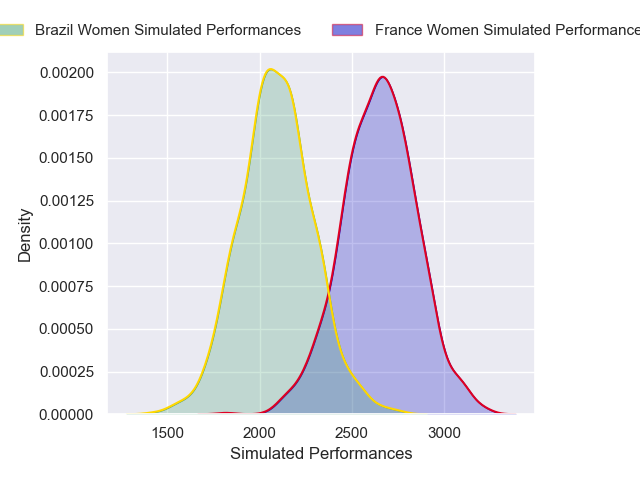 Brazil Women Simulated Performances
France Women Simulated Performance
0.00200
0.00175
0.00150
0.00125
0.00100
0.00075
0.00050
0.00025
0.00000
Density
1500 2000 2500 3000
Simulated Performances